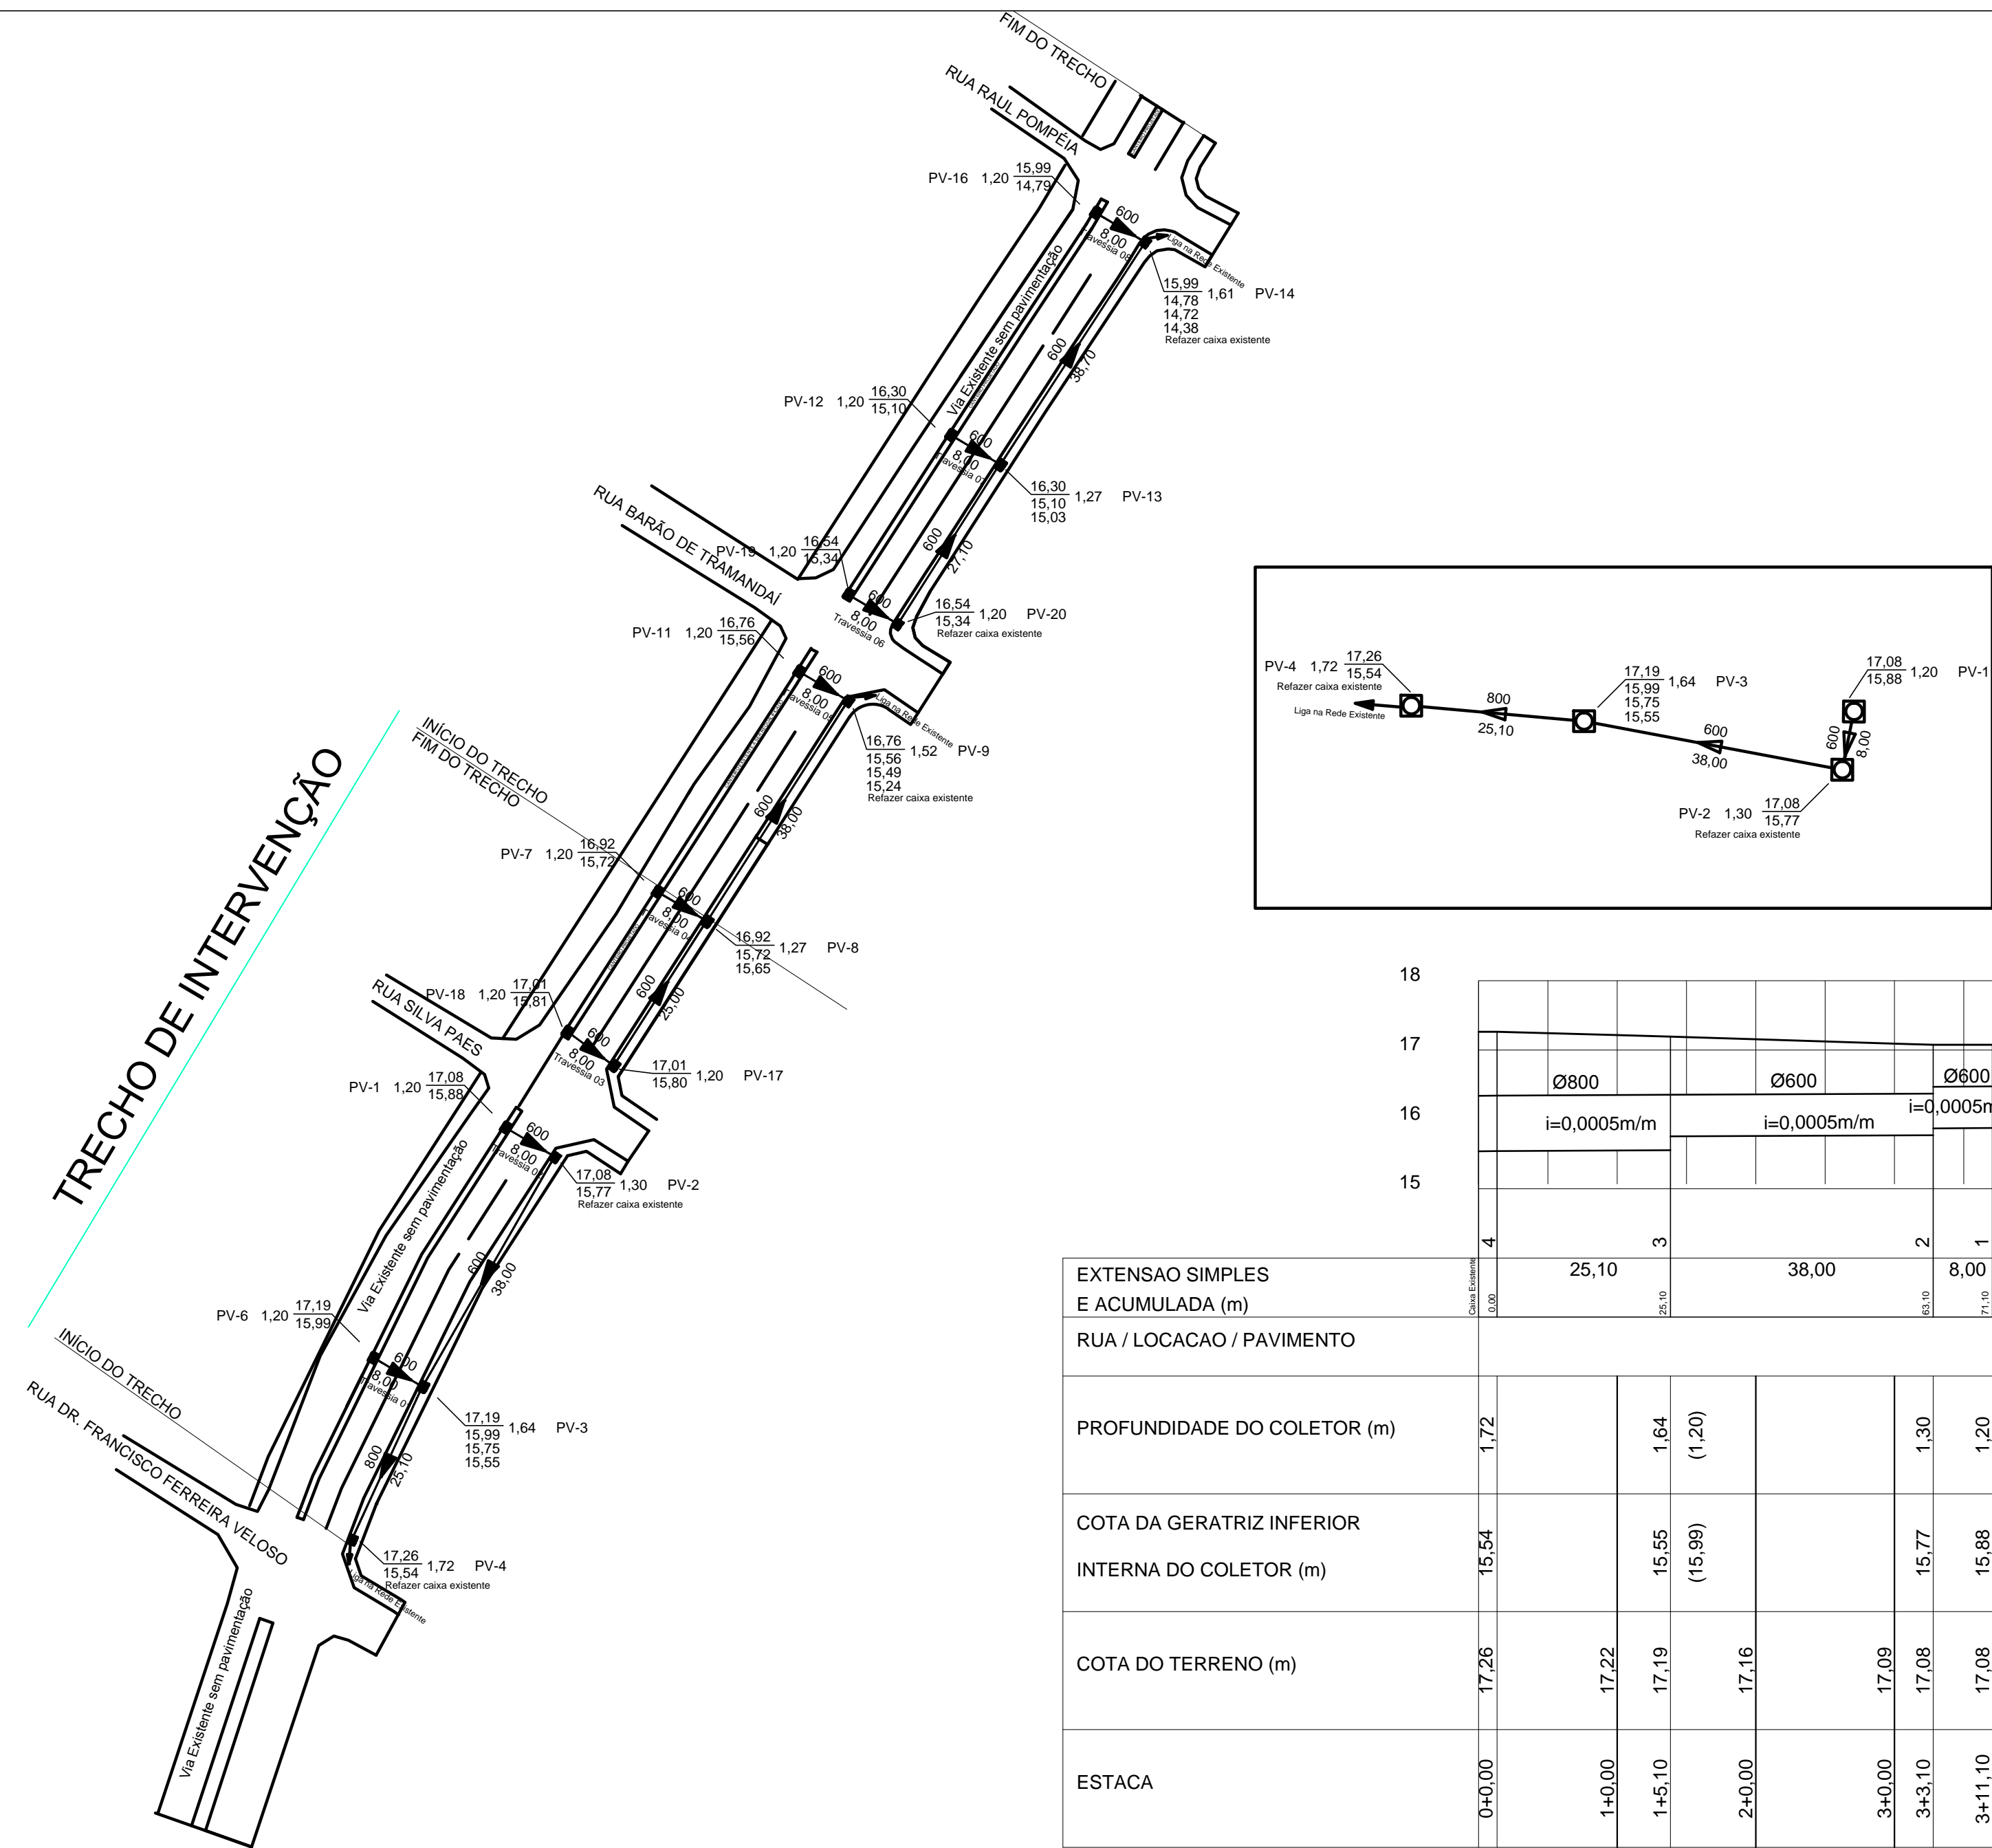 FIM DO TRECHO
RUA RAUL POMPÉIA
PV-16 1,20 15,99
14,79
600
8,00
Travessia 08
Liga na Rede Existente
15,99
14,78 1,61 PV-14
14,72
14,38
Refazer caixa existente
Via Existente sem pavimentação
600
38,70
PV-12 1,20 16,30
15,10
600
8,00
16,30
15,10 1,27 PV-13
15,03
RUA BARÃO DE TRAMANDAÍ
PV-19 1,20 16,54
15,34
600
27,10
600
8,00
Travessia 06
16,54
15,34 1,20 PV-20
Refazer caixa existente
PV-11 1,20 16,76
15,56
600
8,00
Travessia 05
Liga na Rede Existente
16,76
15,56 1,52 PV-9
15,49
15,24
Refazer caixa existente
TRECHO DE INTERVENÇÃO
INÍCIO DO TRECHO
FIM DO TRECHO
600
38,00
PV-7 1,20 16,92
15,72
600
8,00
Travessia 04
16,92
15,72 1,27 PV-8
15,65
RUA SILVA PAES
PV-18 1,20 17,01
15,81
600
25,00
600
8,00
Travessia 03
17,01
15,80 1,20 PV-17
PV-1 1,20 17,08
15,88
600
8,00
17,08
15,77 1,30 PV-2
Refazer caixa existente
Via Existente sem pavimentação
600
38,00
PV-6 1,20 17,19
15,99
600
8,00
17,19
15,99 1,64 PV-3
15,75
15,55
INÍCIO DO TRECHO
RUA DR. FRANCISCO FERREIRA VELOSO
800
25,10
17,26
15,54 1,72 PV-4
Refazer caixa existente
Liga na Rede Existente
Via Existente sem pavimentação
PV-4 1,72 17,26
15,54
Refazer caixa existente
Liga na Rede Existente
800
25,10
17,19
15,99 1,64 PV-3
15,75
15,55
600
38,00
17,08
15,88 1,20 PV-1
600
8,00
PV-2 1,30 17,08
15,77
Refazer caixa existente
18
17
16
15
Ø800 Ø600 Ø600
i=0,0005m/m i=0,0005m/m i=0,0005m
4 3 2 1
EXTENSAO SIMPLES
E ACUMULADA (m)
Caixa Existente
25,10 38,00 8,00
0,00 25,10 63,10 71,10
RUA / LOCACAO / PAVIMENTO
PROFUNDIDADE DO COLETOR (m)
1,72 1,64 (1,20) 1,30 1,20
COTA DA GERATRIZ INFERIOR
INTERNA DO COLETOR (m)
15,54 15,55 (15,99) 15,77 15,88
COTA DO TERRENO (m)
17,26 17,22 17,19 17,16 17,09 17,08 17,08
ESTACA
0+0,00 1+0,00 1+5,10 2+0,00 3+0,00 3+3,10 3+11,10